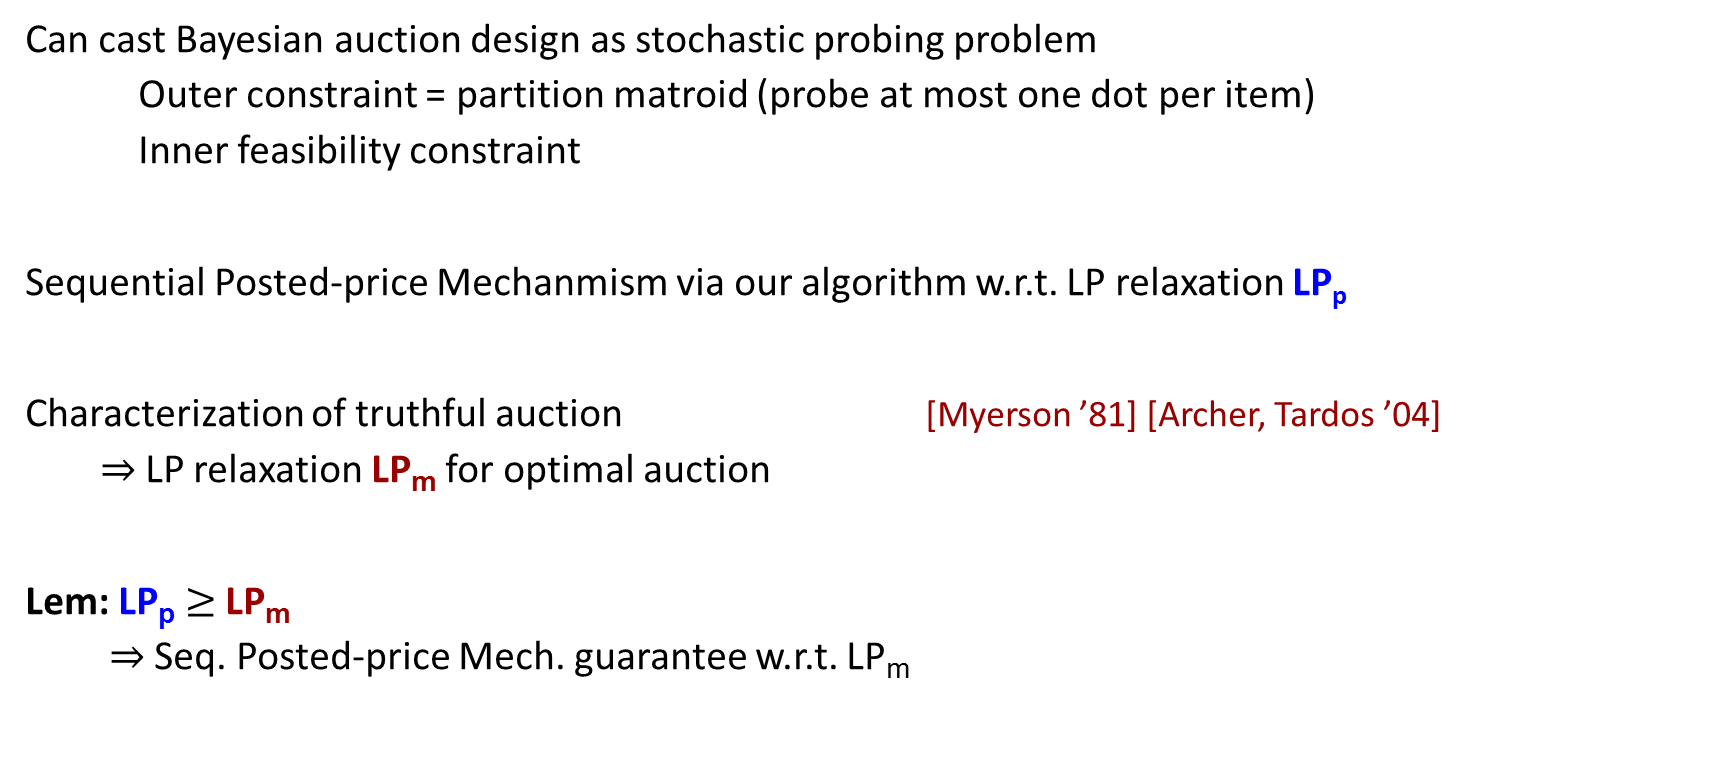 Can cast Bayesian auction design as stochastic probing problem
Outer constraint = partition matroid (probe at most one dot per item)
Inner feasibility constraint
Sequential Posted-price Mechanmism via our algorithm w.r.t. LP relaxation LPp
Characterization of truthful auction [Myerson ’81] [Archer, Tardos ’04]
⇒ LP relaxation LPm for optimal auction
Lem: LPp ≥ LPm
⇒ Seq. Posted-price Mech. guarantee w.r.t. LPm